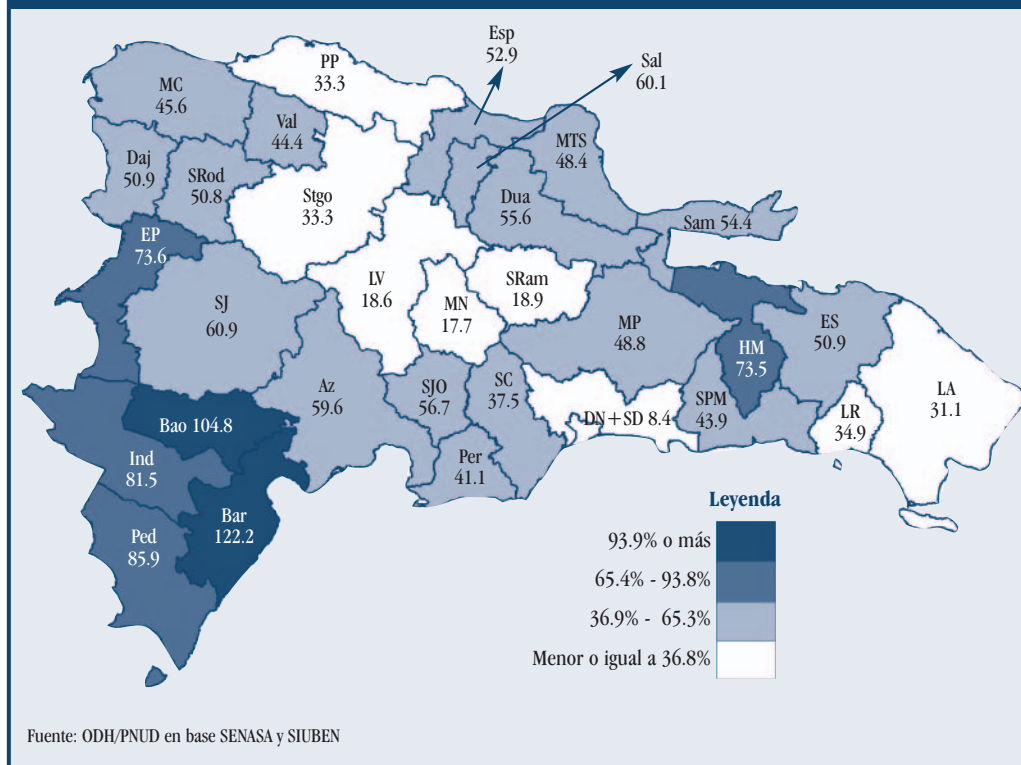 Esp
52.9
Sal
60.1
PP
33.3
MC
45.6
Val
44.4
MTS
48.4
Daj
50.9
SRod
50.8
Stgo
33.3
Dua
55.6
Sam 54.4
EP
73.6
SJ
60.9
LV
18.6
MN
17.7
SRam
18.9
MP
48.8
HM
73.5
ES
50.9
Az
59.6
SJO
56.7
SC
37.5
DN+SD 8.4
SPM
43.9
LR
34.9
LA
31.1
Bao 104.8
Per
41.1
Ind
81.5
Bar
122.2
Ped
85.9
Leyenda
93.9% o más
65.4% - 93.8%
36.9% - 65.3%
Menor o igual a 36.8%
Fuente: ODH/PNUD en base SENASA y SIUBEN